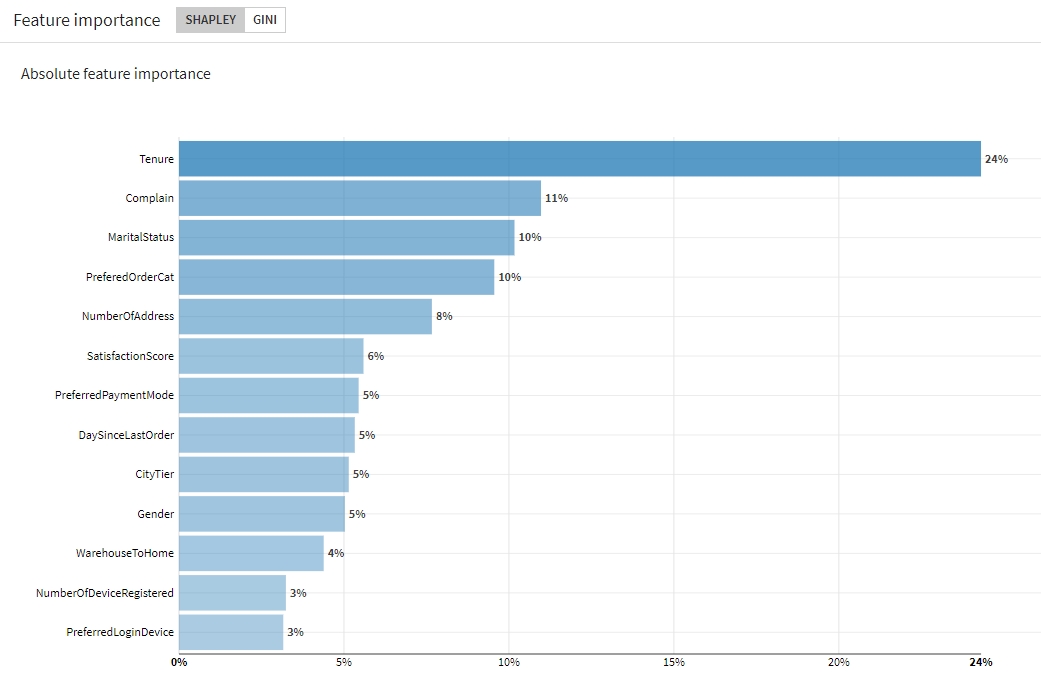 Feature importance SHAPLEY GINI
Absolute feature importance
Tenure 24%
Complain 11%
MaritalStatus 10%
PreferedOrderCat 10%
NumberOfAddress 8%
SatisfactionScore 6%
PreferredPaymentMode 5%
DaySinceLastOrder 5%
CityTier 5%
Gender 5%
WarehouseToHome 4%
NumberOfDeviceRegistered 3%
PreferredLoginDevice 3%
0% 5% 10% 15% 20% 24%